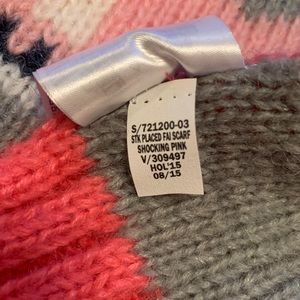 S/721200-03
STK PLACED FAI SCARF
SHOCKING PINK
V/309497
HOL'15
08/15